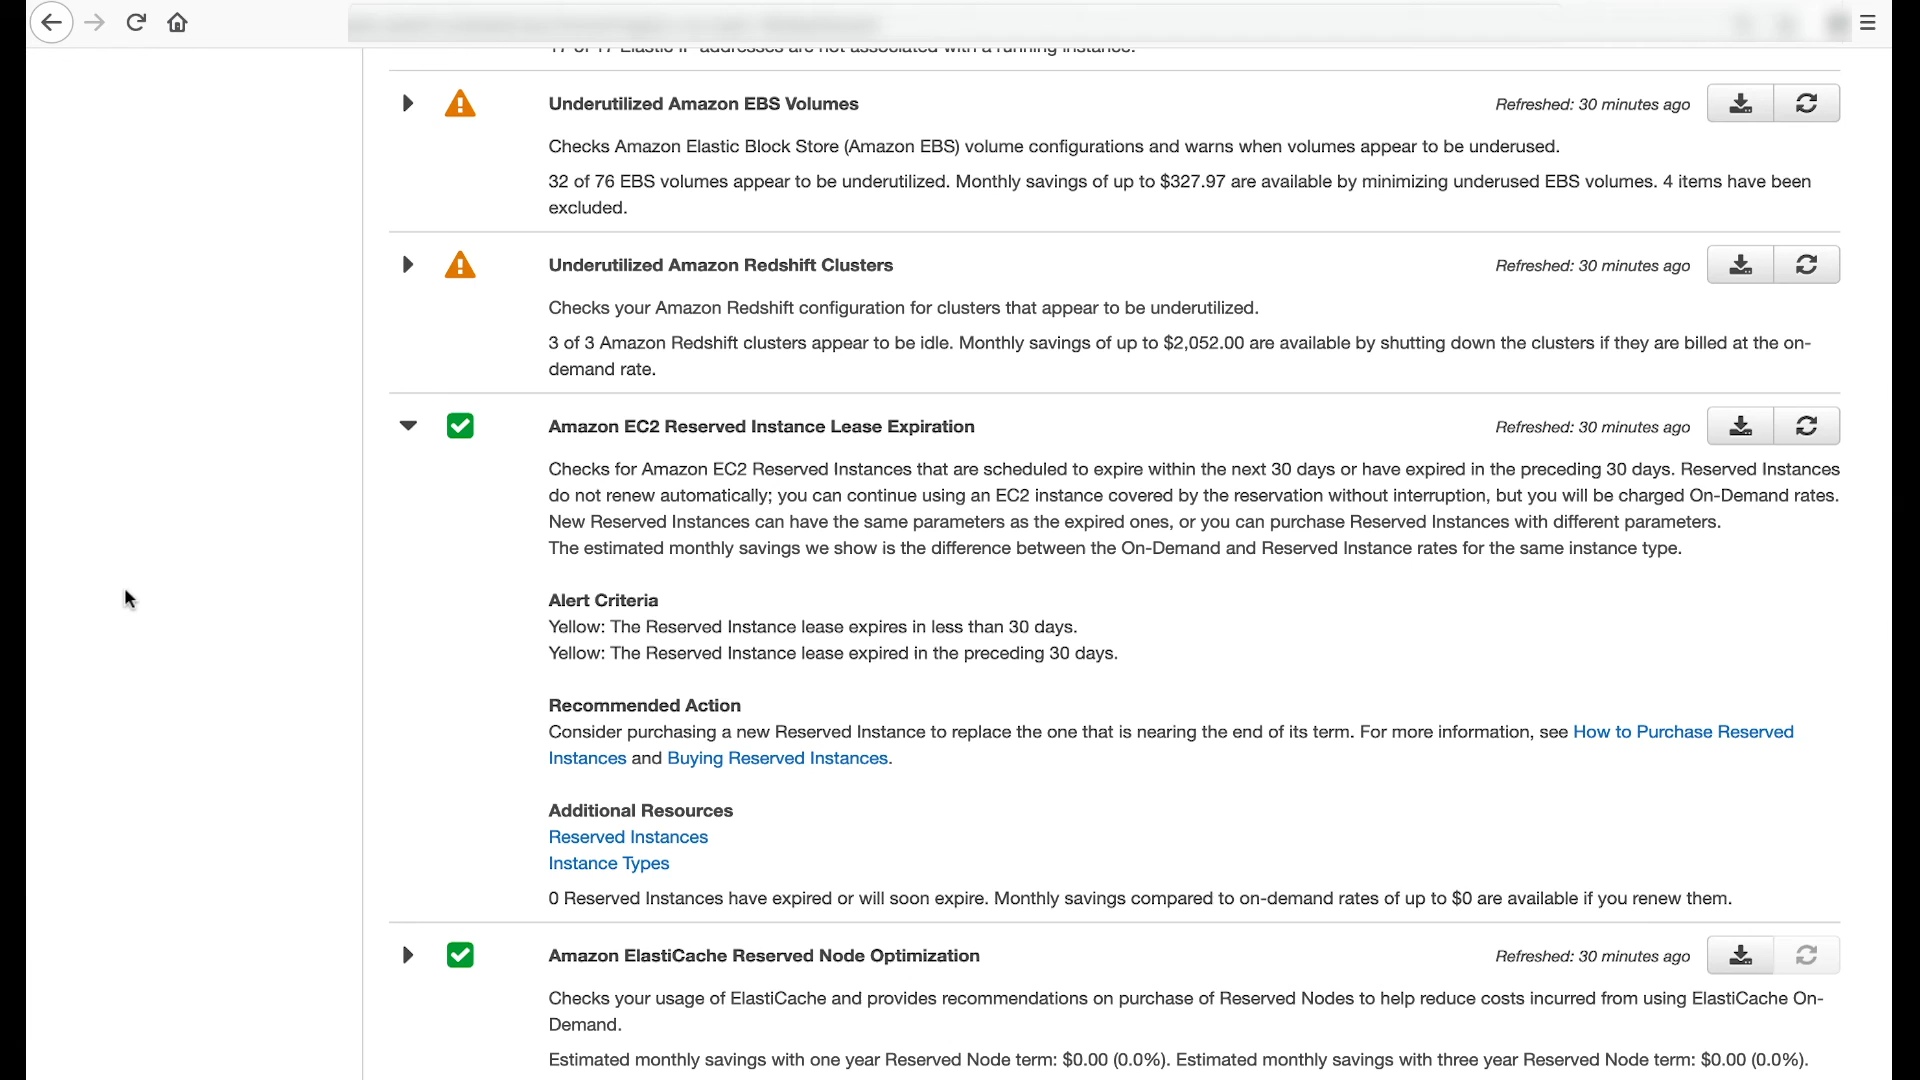 17 of 17 Elastic IP addresses are not associated with a running instance.
Underutilized Amazon EBS Volumes
Refreshed: 30 minutes ago
Checks Amazon Elastic Block Store (Amazon EBS) volume configurations and warns when volumes appear to be underused.
32 of 76 EBS volumes appear to be underutilized. Monthly savings of up to $327.97 are available by minimizing underused EBS volumes. 4 items have been
excluded.
Underutilized Amazon Redshift Clusters
Refreshed: 30 minutes ago
Checks your Amazon Redshift configuration for clusters that appear to be underutilized.
3 of 3 Amazon Redshift clusters appear to be idle. Monthly savings of up to $2,052.00 are available by shutting down the clusters if they are billed at the on-
demand rate.
Amazon EC2 Reserved Instance Lease Expiration
Refreshed: 30 minutes ago
Checks for Amazon EC2 Reserved Instances that are scheduled to expire within the next 30 days or have expired in the preceding 30 days. Reserved Instances
do not renew automatically; you can continue using an EC2 instance covered by the reservation without interruption, but you will be charged On-Demand rates.
New Reserved Instances can have the same parameters as the expired ones, or you can purchase Reserved Instances with different parameters.
The estimated monthly savings we show is the difference between the On-Demand and Reserved Instance rates for the same instance type.
Alert Criteria
Yellow: The Reserved Instance lease expires in less than 30 days.
Yellow: The Reserved Instance lease expired in the preceding 30 days.
Recommended Action
Consider purchasing a new Reserved Instance to replace the one that is nearing the end of its term. For more information, see How to Purchase Reserved
Instances and Buying Reserved Instances.
Additional Resources
Reserved Instances
Instance Types
0 Reserved Instances have expired or will soon expire. Monthly savings compared to on-demand rates of up to $0 are available if you renew them.
Amazon ElastiCache Reserved Node Optimization
Refreshed: 30 minutes ago
Checks your usage of ElastiCache and provides recommendations on purchase of Reserved Nodes to help reduce costs incurred from using ElastiCache On-
Demand.
Estimated monthly savings with one year Reserved Node term: $0.00 (0.0%). Estimated monthly savings with three year Reserved Node term: $0.00 (0.0%).